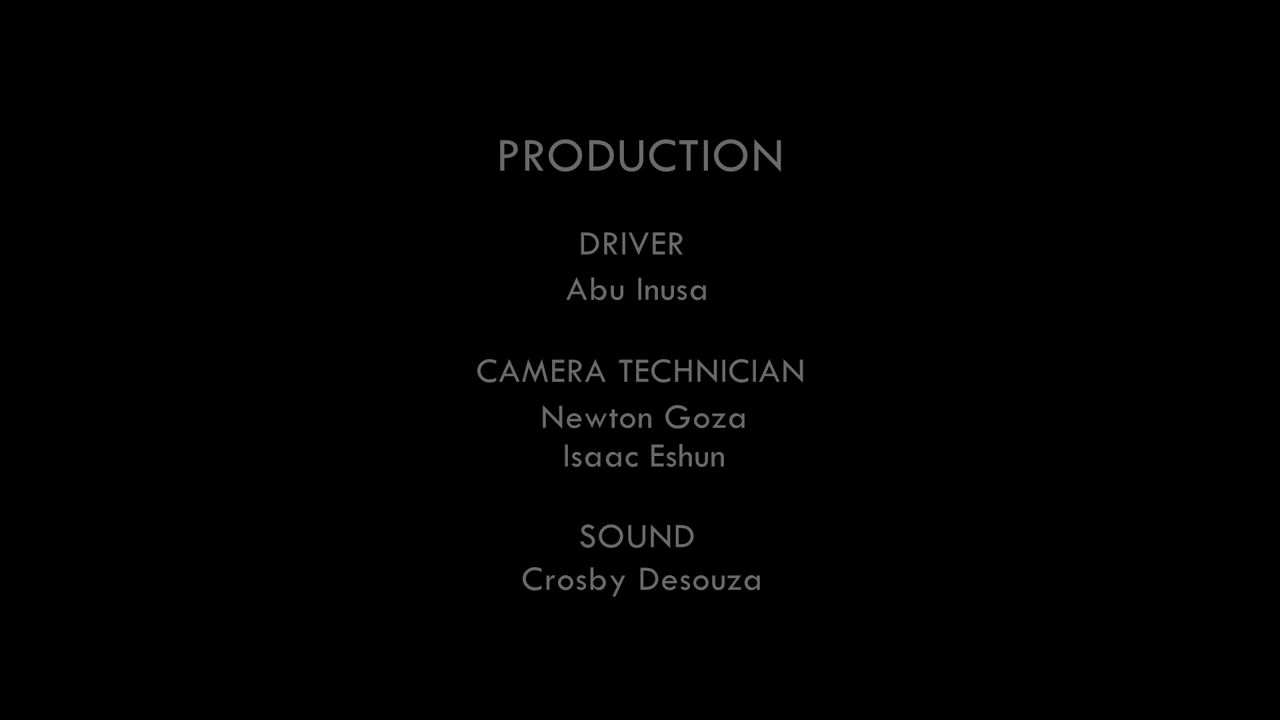 PRODUCTION
DRIVER
Abu Inusa
CAMERA TECHNICIAN
Newton Goza
Isaac Eshun
SOUND
Crosby Desouza